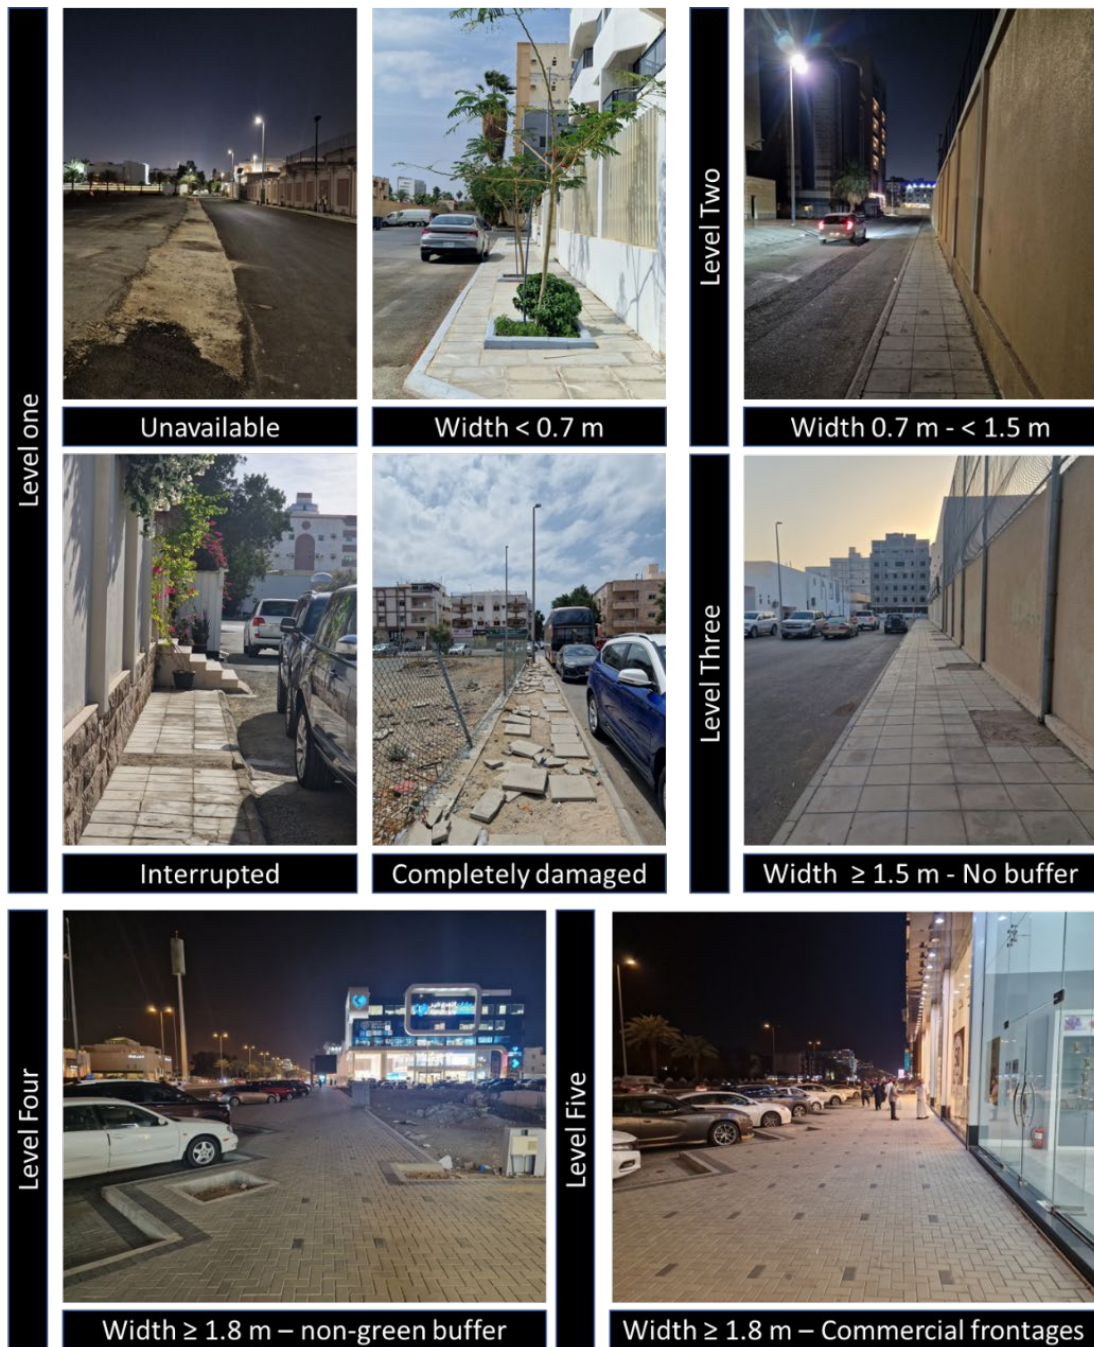 Level one
Unavailable
Width < 0.7 m
Level Two
Width 0.7 m - < 1.5 m
Interrupted
Completely damaged
Level Three
Width ≥ 1.5 m - No buffer
Level Four
Width ≥ 1.8 m – non-green buffer
Level Five
Width ≥ 1.8 m – Commercial frontages